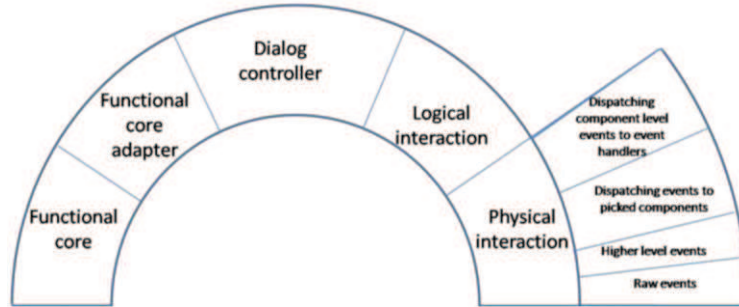 Functional
core
Functional
core
adapter
Dialog
controller
Logical
interaction
Physical
interaction
Dispatching
component level
events to event
handlers
Dispatching events to
picked components
Higher level events
Raw events